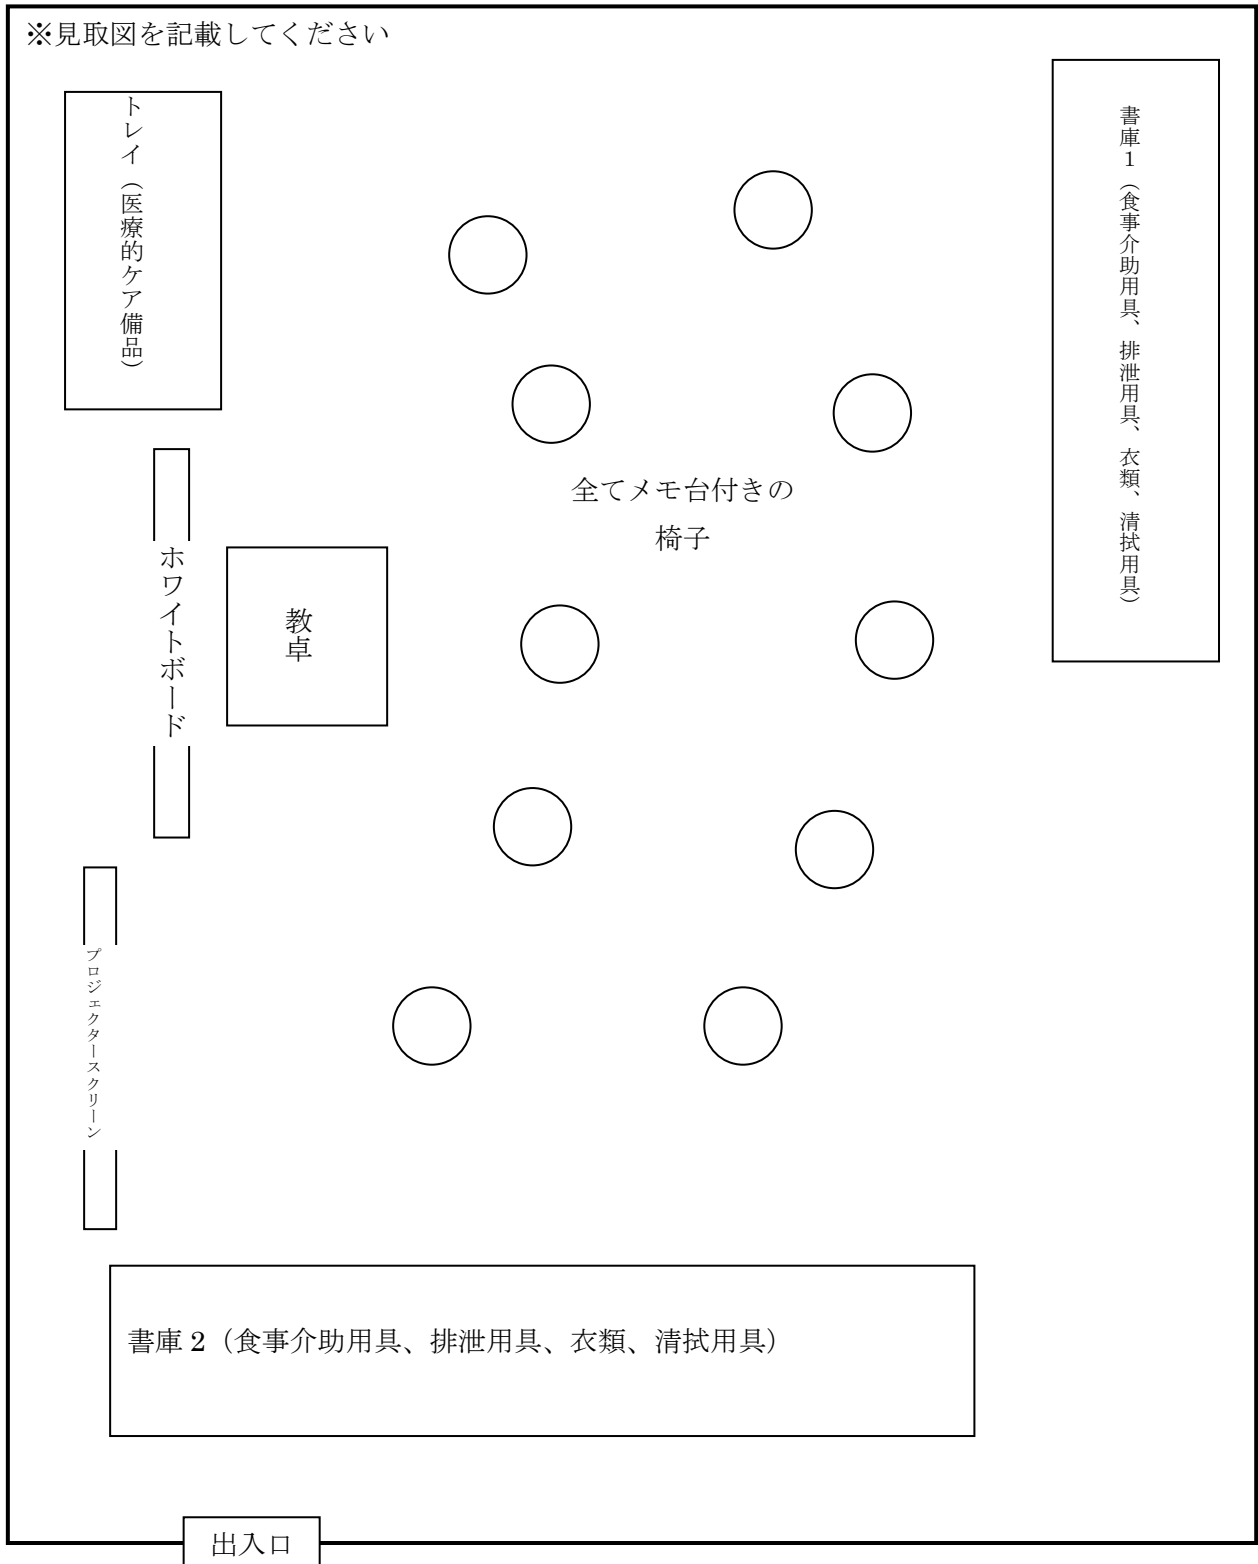 ※見取図を記載してください
トレイ（医療的ケア備品）
書庫１（食事介助用具、排泄用具、衣類、清拭用具）
全てメモ台付きの
椅子
ホワイトボード
教卓
プロジェクタースクリーン
書庫 2（食事介助用具、排泄用具、衣類、清拭用具）
出入口